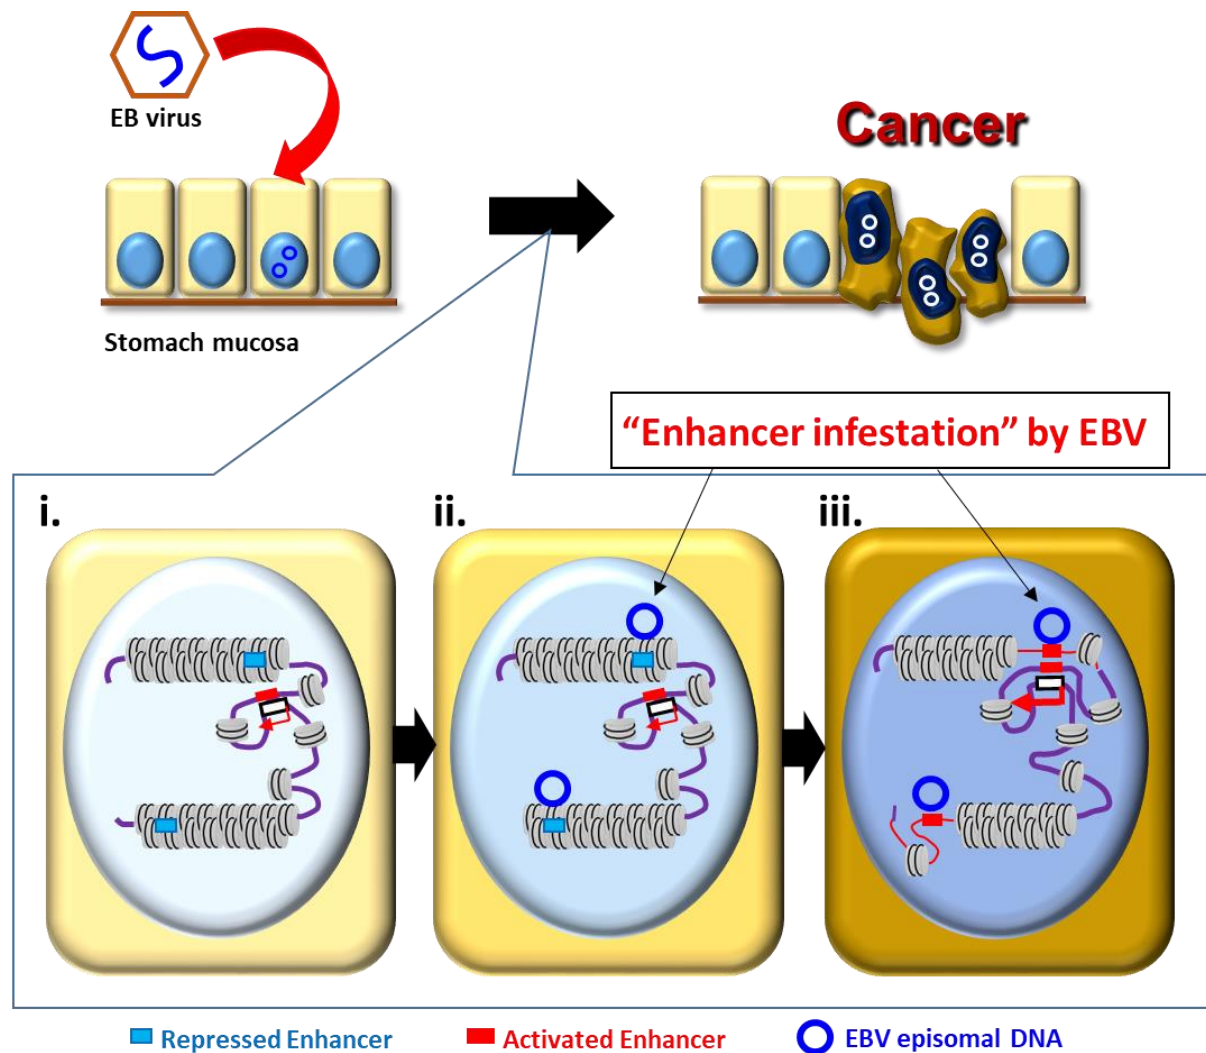 EB virus
Stomach mucosa
Cancer
“Enhancer infestation” by EBV
i.
ii.
iii.
Repressed Enhancer
Activated Enhancer
EBV episomal DNA